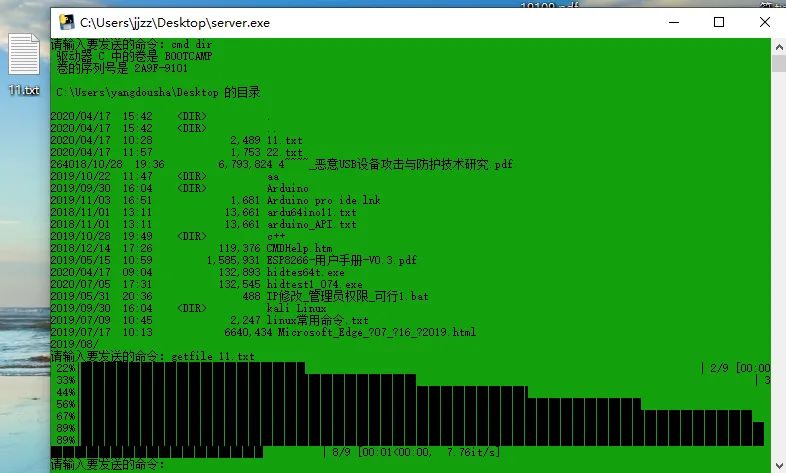 10109.pdf
C:\Users\jjzz\Desktop\server.exe
11.txt
请输入要发送的命令: cmd dir
驱动器 C 中的卷是 BOOTCAMP
卷的序列号是 2A9F-9101
C:\Users\yangdousha\Desktop 的目录
2020/04/17 15:42 <DIR> .
2020/04/17 15:42 <DIR> ..
2020/04/17 10:28 2,489 11.txt
2020/04/17 11:57 1,753 22.txt
264018/10/28 19:36 6,793,824 4~~~~_恶意USB设备攻击与防护技术研究.pdf
2019/10/22 11:47 <DIR> aa
2019/09/30 16:04 <DIR> Arduino
2019/11/03 16:51 1,681 Arduino pro ide.lnk
2018/11/01 13:11 13,661 ardu64ino11.txt
2018/11/01 13:11 13,661 arduino_API.txt
2019/10/28 19:49 <DIR> c++
2018/12/14 17:26 119,376 CMDHelp.htm
2019/05/15 10:59 1,585,931 ESP8266-用户手册-V0.3.pdf
2020/04/17 09:04 132,893 hidtes64t.exe
2020/07/05 17:31 132,545 hidtest1_074.exe
2019/05/31 20:36 488 IP修改_管理员权限_可行1.bat
2019/09/30 16:04 <DIR> kali Linux
2019/07/09 10:45 2,247 linux常用命令.txt
2019/07/17 10:13 6640,434 Microsoft_Edge_?07_?16_?2019.html
2019/08/
请输入要发送的命令: getfile 11.txt
22%| | 2/9 [00:00
33%| | 3
44%|
56%|
67%|
89%|
89%|
| 8/9 [00:01<00:00, 7.76it/s]
请输入要发送的命令: